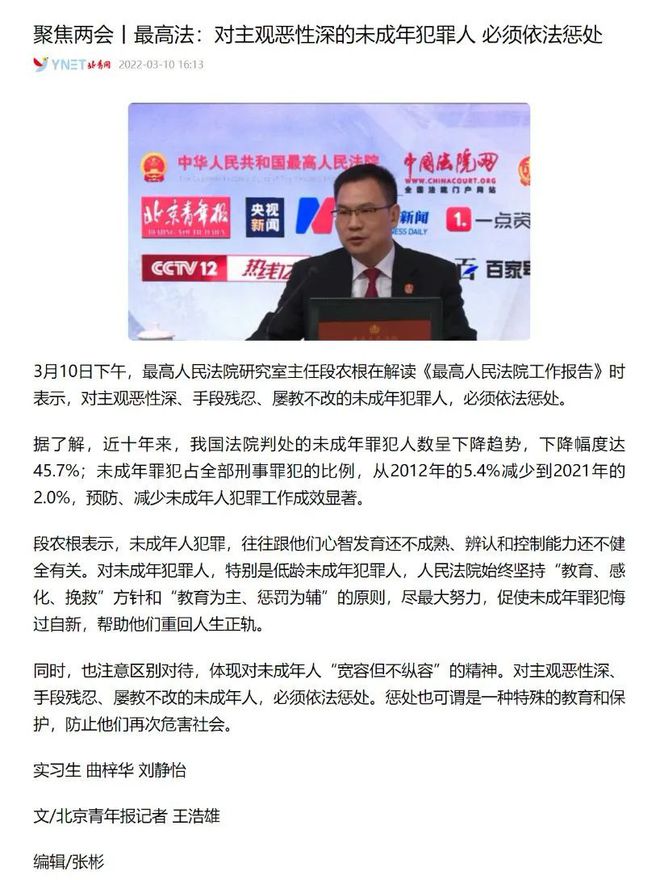 聚焦两会丨最高法：对主观恶性深的未成年犯罪人 必须依法惩处
YNET 北青网 2022-03-10 16:13
中华人民共和国最高人民法院
中国法院网
WWW.CHINACOURT.ORG
全国法院门户网站
北京青年报
BEIJING YOUTH DAILY
央视
新闻
新闻
NESS DAILY
1. 一点资
CCTV 12
热线12
百家号
3月10日下午，最高人民法院研究室主任段农根在解读《最高人民法院工作报告》时
表示，对主观恶性深、手段残忍、屡教不改的未成年犯罪人，必须依法惩处。
据了解，近十年来，我国法院判处的未成年罪犯人数呈下降趋势，下降幅度达
45.7%；未成年罪犯占全部刑事罪犯的比例，从2012年的5.4%减少到2021年的
2.0%，预防、减少未成年人犯罪工作成效显著。
段农根表示，未成年人犯罪，往往跟他们心智发育还不成熟、辨认和控制能力还不健
全有关。对未成年犯罪人，特别是低龄未成年犯罪人，人民法院始终坚持“教育、感
化、挽救”方针和“教育为主、惩罚为辅”的原则，尽最大努力，促使未成年罪犯悔
过自新，帮助他们重回人生正轨。
同时，也注意区别对待，体现对未成年人“宽容但不纵容”的精神。对主观恶性深、
手段残忍、屡教不改的未成年人，必须依法惩处。惩处也可谓是一种特殊的教育和保
护，防止他们再次危害社会。
实习生 曲梓华 刘静怡
文/北京青年报记者 王浩雄
编辑/张彬